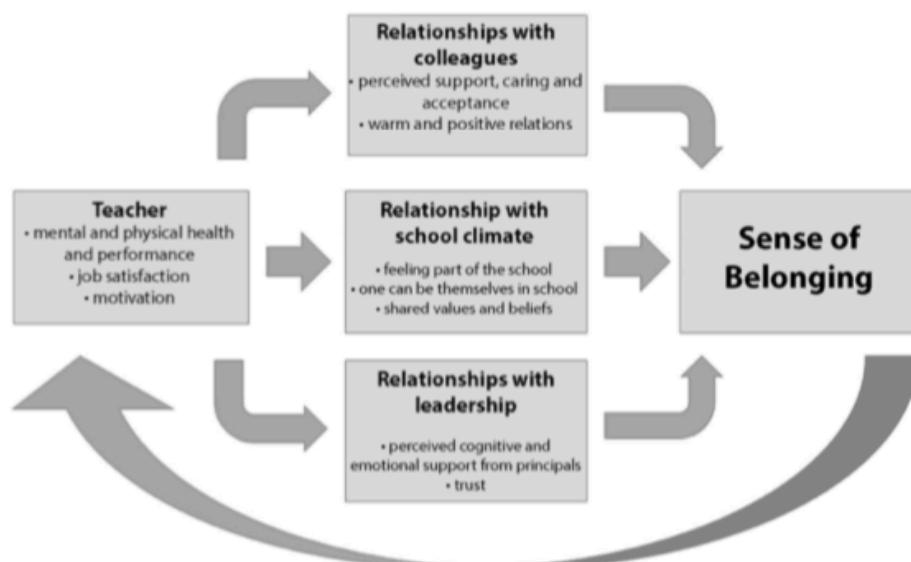 Relationships with
colleagues
• perceived support, caring and
acceptance
• warm and positive relations
Teacher
• mental and physical health
and performance
• job satisfaction
• motivation
Relationship with
school climate
• feeling part of the school
• one can be themselves in school
• shared values and beliefs
Sense of
Belonging
Relationships with
leadership
• perceived cognitive and
emotional support from principals
• trust